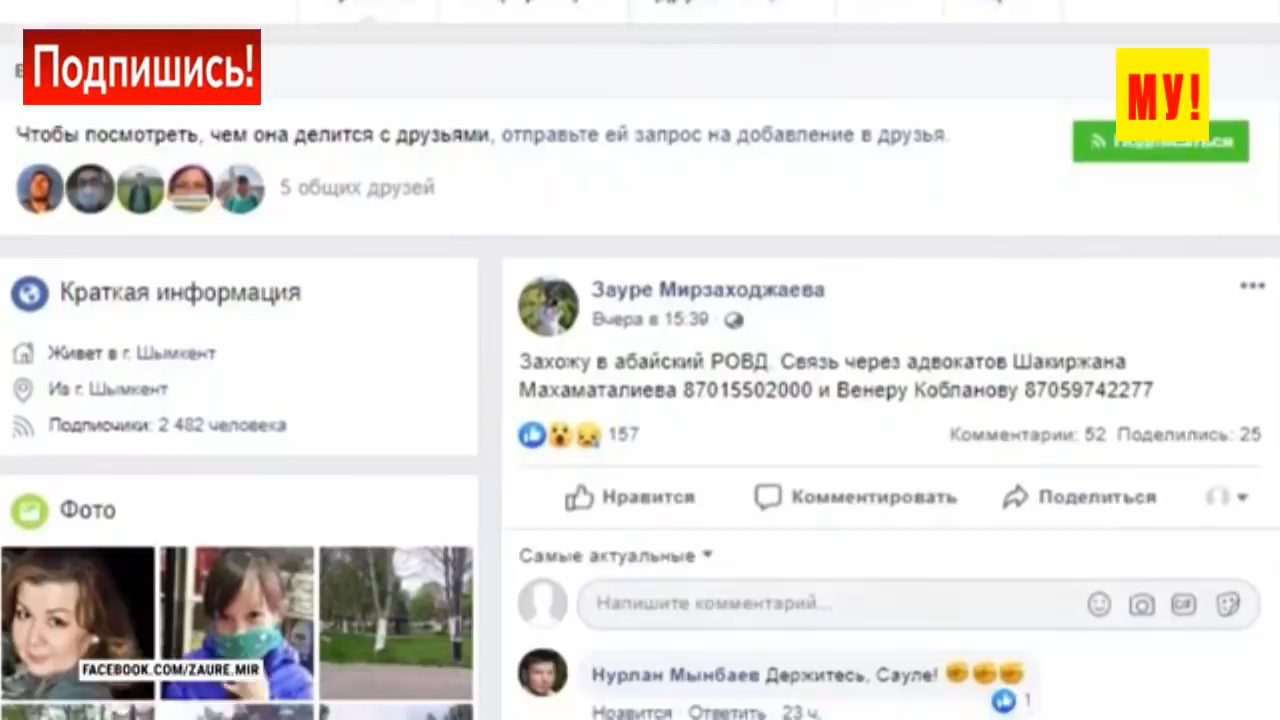 Подпишись!
МУ!
Чтобы посмотреть, чем она делится с друзьями, отправьте ей запрос на добавление в друзья.
5 общих друзей
Краткая информация
Живет в г. Шымкент
Из г. Шымкент
Подписчики: 2 482 человека
Фото
FACEBOOK.COM/ZAURE.MIR
Зауре Мирзаходжаева
Вчера в 15:39
Захожу в абайский РОВД. Связь через адвокатов Шакиржана
Махаматалиева 87015502000 и Венеру Кобланову 87059742277
157
Комментарии: 52 Поделились: 25
Нравится Комментировать Поделиться
Самые актуальные
Напишите комментарий...
GIF
Нурлан Мынбаев Держитесь, Сауле!
1
Нравится · Ответить · 23 ч.